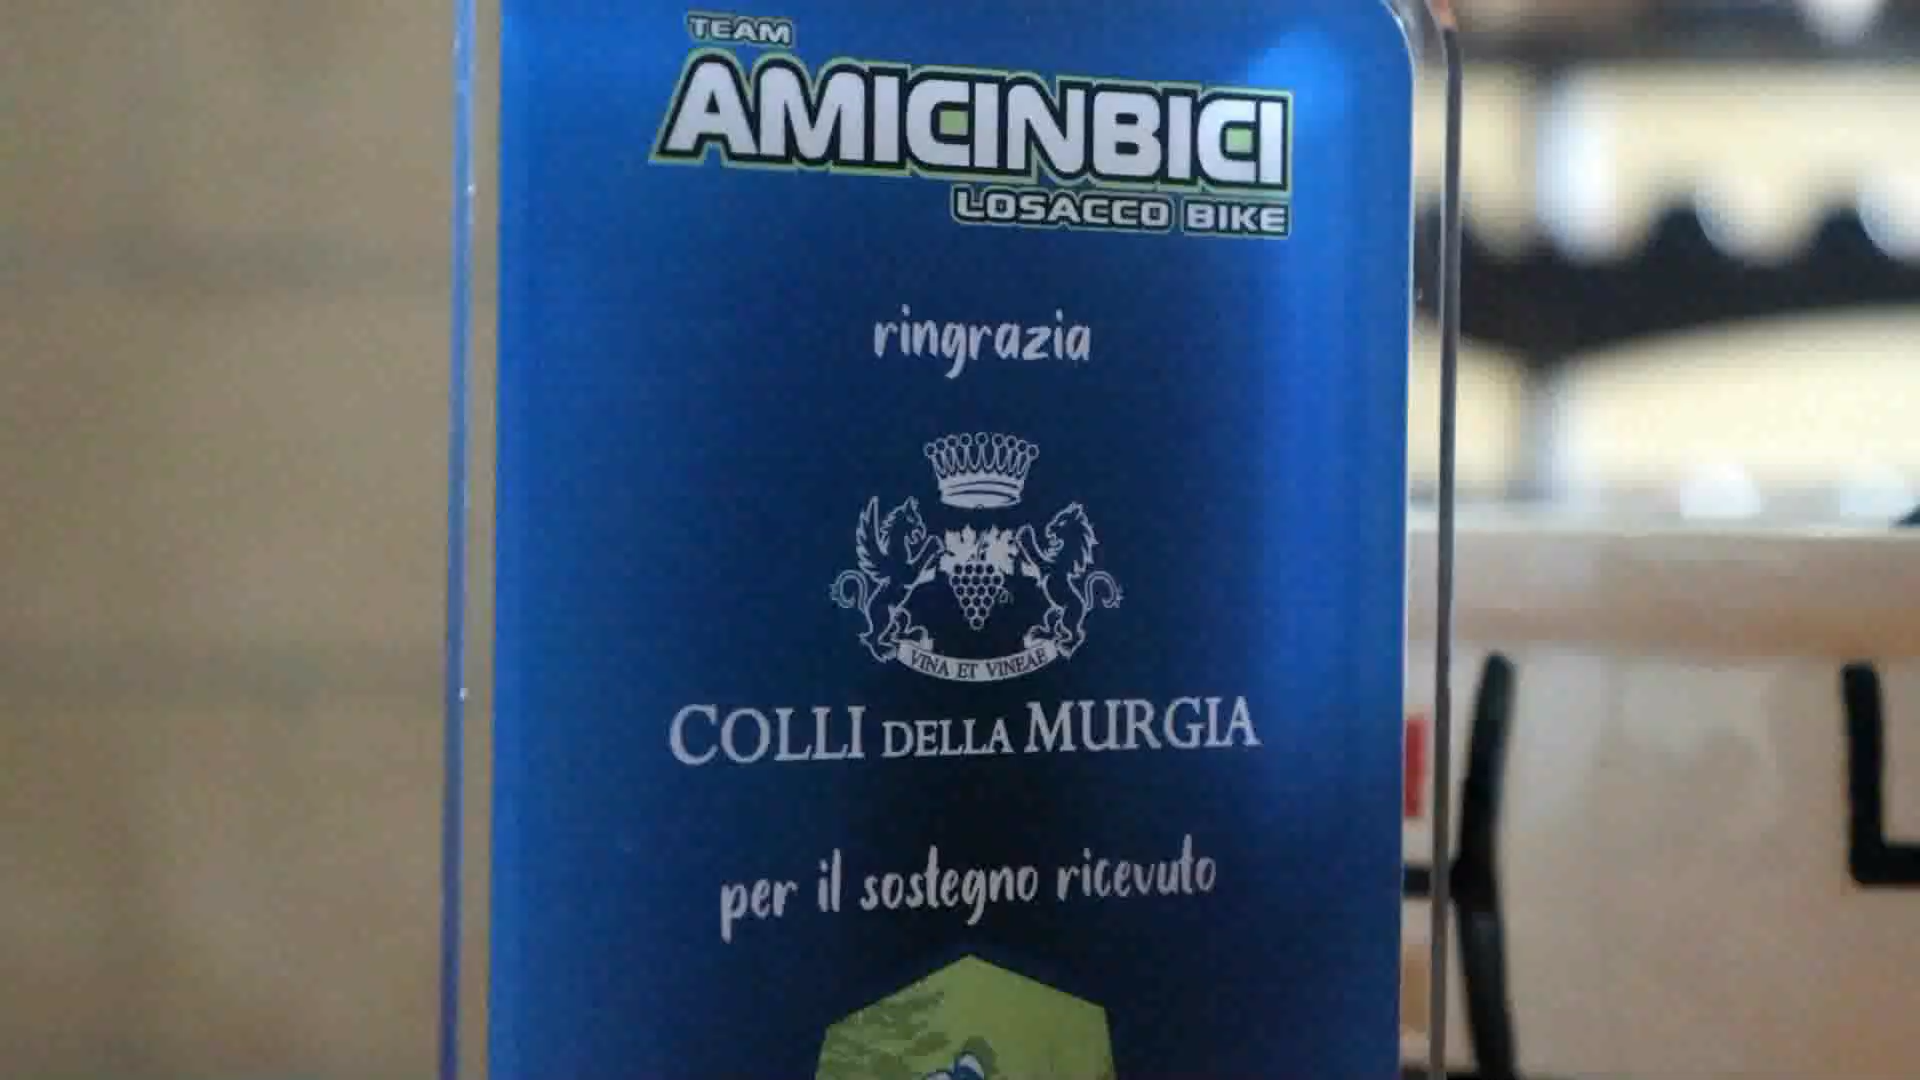 TEAM
AMICINBICI
LOSACCO BIKE
ringrazia
VINA ET VINEAE
COLLI DELLA MURGIA
per il sostegno ricevuto